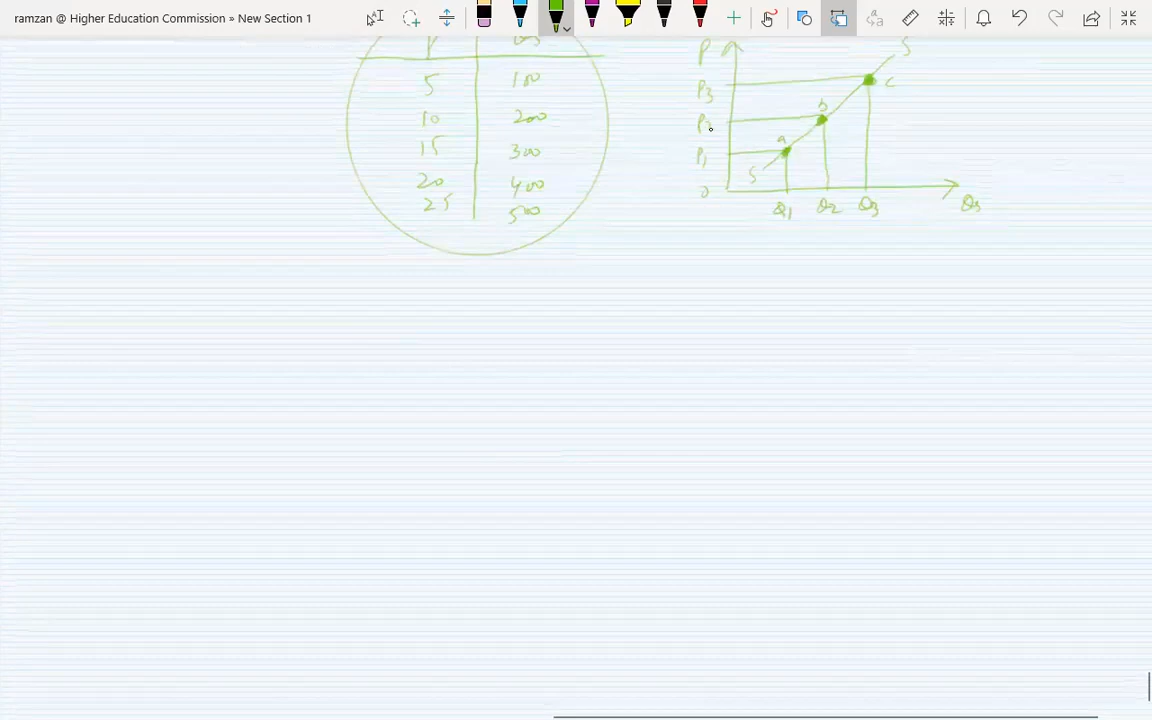 ramzan @ Higher Education Commission » New Section 1
P Qs
5 100
10 200
15 300
20 400
25 500
P S
P3 c
P2 b
P1 a
S
0
Q1 Q2 Q3 Qs